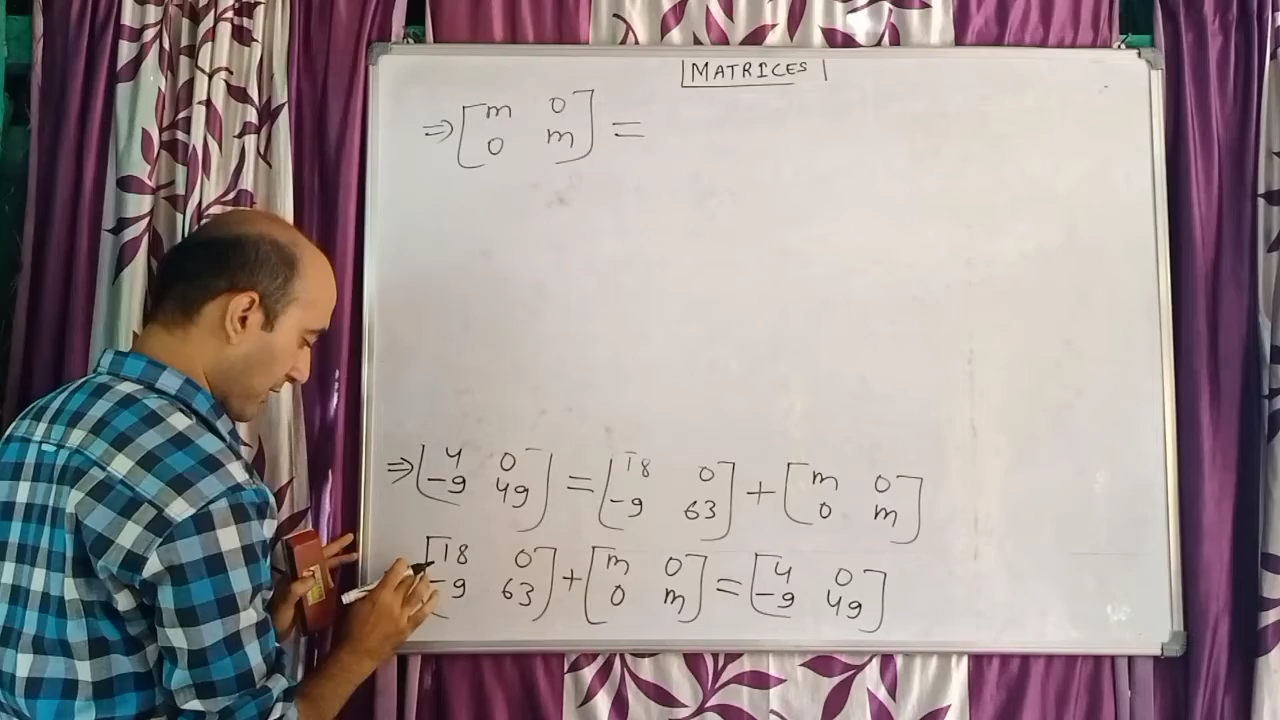 MATRICES
⇒ [m 0
0 m] =
⇒ [4 0
-9 49] = [18 0
-9 63] + [m 0
0 m]
[18 0
-9 63] + [m 0
0 m] = [4 0
-9 49]